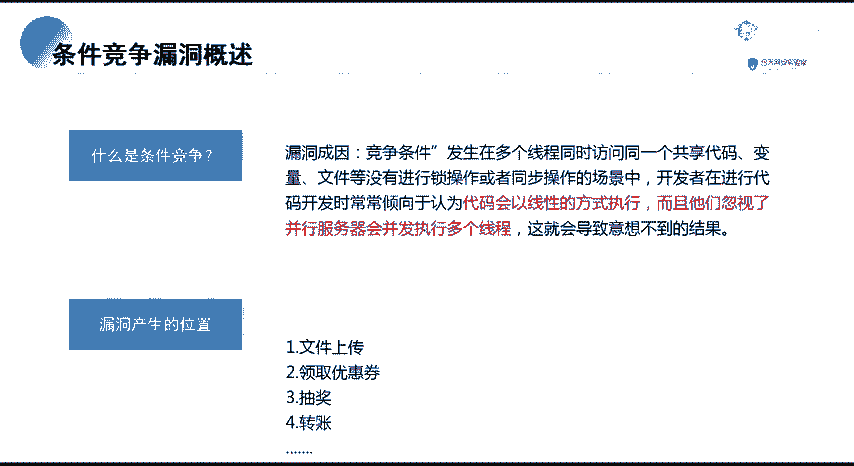 条件竞争漏洞概述
什么是条件竞争？
漏洞成因：竞争条件”发生在多个线程同时访问同一个共享代码、变
量、文件等没有进行锁操作或者同步操作的场景中，开发者在进行代
码开发时常常倾向于认为代码会以线性的方式执行，而且他们忽视了
并行服务器会并发执行多个线程，这就会导致意想不到的结果。
漏洞产生的位置
1.文件上传
2.领取优惠券
3.抽奖
4.转账
.......